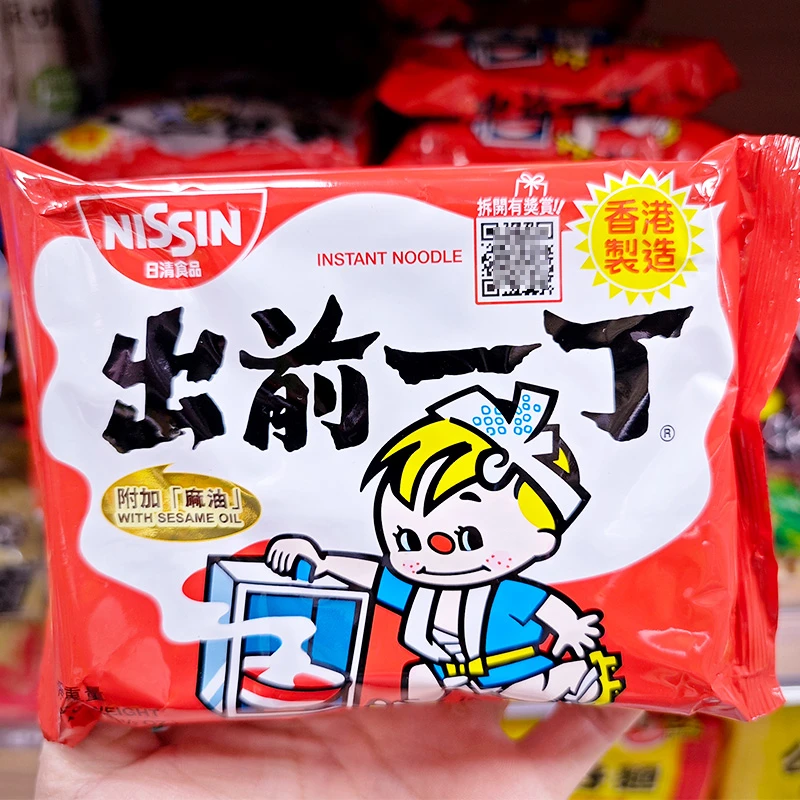 NISSIN
日清食品
INSTANT NOODLE
拆開有獎賞!!
香港
製造
出前一丁
®
附加「麻油」
WITH SESAME OIL